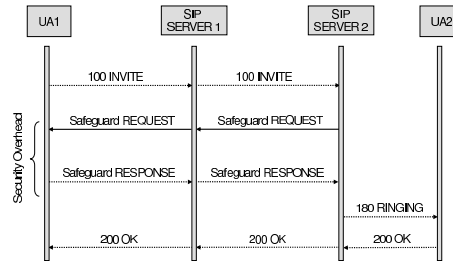 UA1
SIP
SERVER 1
SIP
SERVER 2
UA2
100 INVITE
100 INVITE
Safeguard REQUEST
Safeguard REQUEST
Security Overhead
Safeguard RESPONSE
Safeguard RESPONSE
180 RINGING
200 OK
200 OK
200 OK